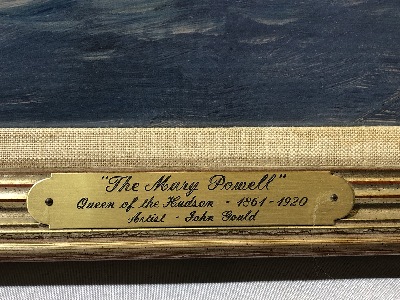 "The Mary Powell"
Queen of the Hudson - 1861-1920
Artist - John Gould